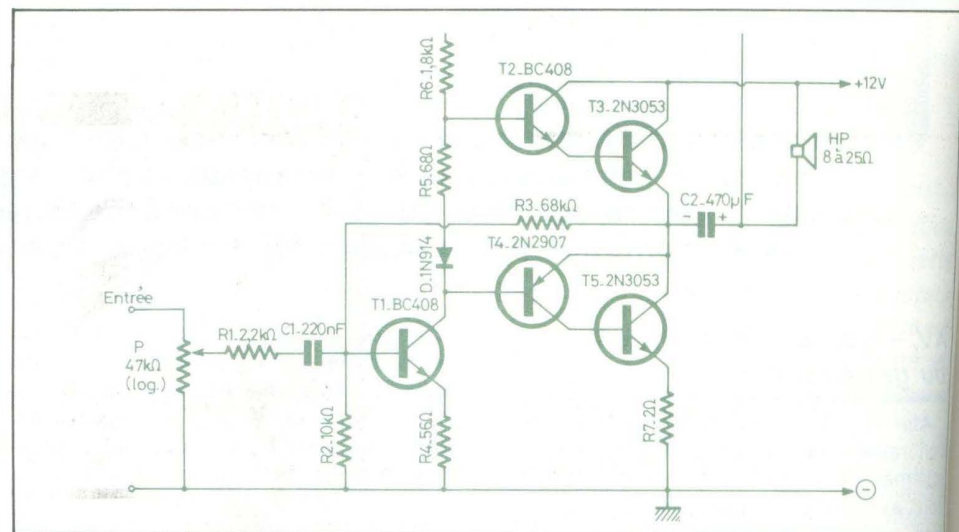 R6_1,8kΩ
T2_BC408
T3_2N3053
+12V
HP
8 à 25Ω
R5_68Ω
C2_470µF
- +
R3_68kΩ
T4_2N2907
D_1N914
T5_2N3053
Entrée
T1_BC408
P
47kΩ
(log.)
R1_2,2kΩ
C1_220nF
R2_10kΩ
R4_56Ω
R7_2Ω
-